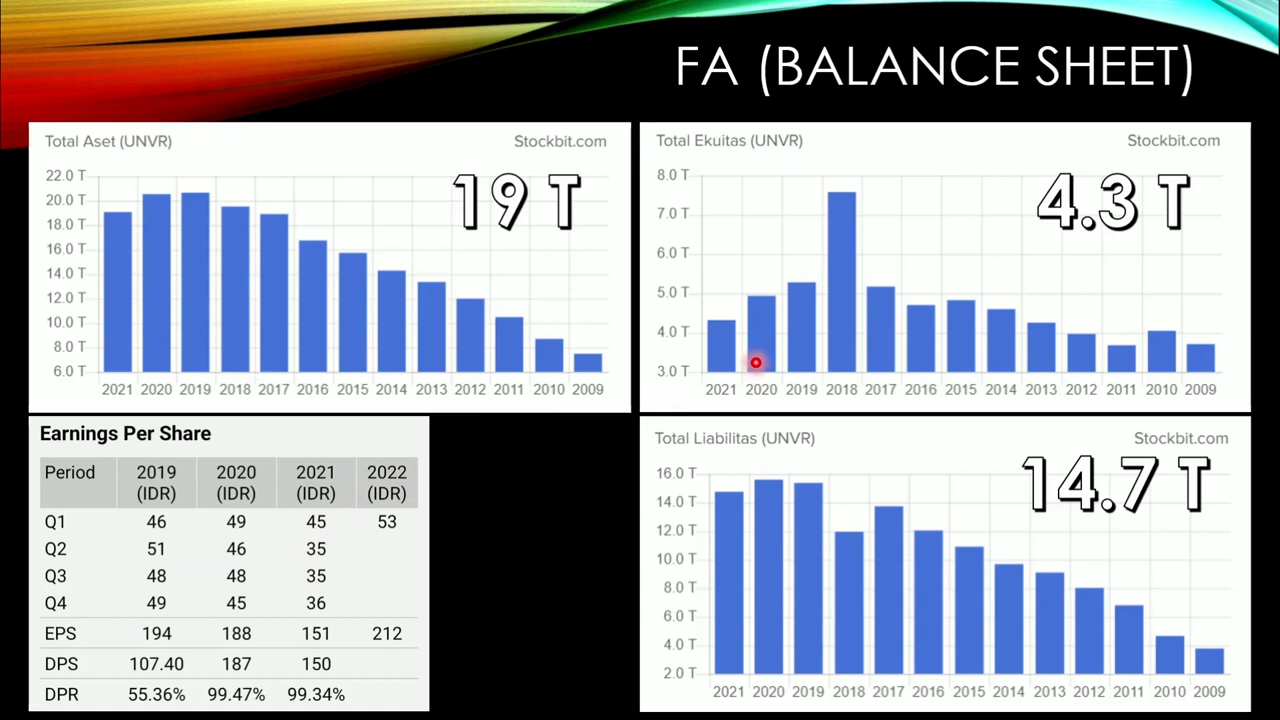 FA (BALANCE SHEET)
Total Aset (UNVR) Stockbit.com
19 T
22.0 T
20.0 T
18.0 T
16.0 T
14.0 T
12.0 T
10.0 T
8.0 T
6.0 T
2021 2020 2019 2018 2017 2016 2015 2014 2013 2012 2011 2010 2009
Total Ekuitas (UNVR) Stockbit.com
4.3 T
8.0 T
7.0 T
6.0 T
5.0 T
4.0 T
3.0 T
2021 2020 2019 2018 2017 2016 2015 2014 2013 2012 2011 2010 2009
Earnings Per Share
Period 2019 2020 2021 2022
(IDR) (IDR) (IDR) (IDR)
Q1 46 49 45 53
Q2 51 46 35
Q3 48 48 35
Q4 49 45 36
EPS 194 188 151 212
DPS 107.40 187 150
DPR 55.36% 99.47% 99.34%
Total Liabilitas (UNVR) Stockbit.com
14.7 T
16.0 T
14.0 T
12.0 T
10.0 T
8.0 T
6.0 T
4.0 T
2.0 T
2021 2020 2019 2018 2017 2016 2015 2014 2013 2012 2011 2010 2009